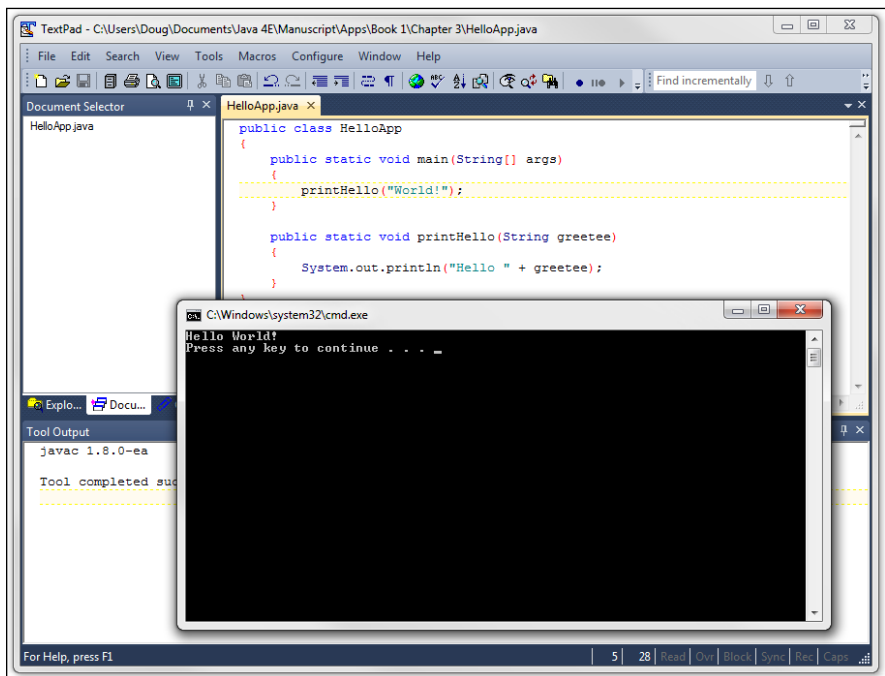 TextPad - C:\Users\Doug\Documents\Java 4E\Manuscript\Apps\Book 1\Chapter 3\HelloApp.java
File Edit Search View Tools Macros Configure Window Help
Find incrementally
Document Selector
HelloApp.java
HelloApp.java
public class HelloApp
{
public static void main(String[] args)
{
printHello("World!");
}
public static void printHello(String greetee)
{
System.out.println("Hello " + greetee);
}
C:\Windows\system32\cmd.exe
Hello World!
Press any key to continue . . . _
Explo... Docu...
Tool Output
javac 1.8.0-ea
Tool completed suc
For Help, press F1
5 28 Read Ovr Block Sync Rec Caps